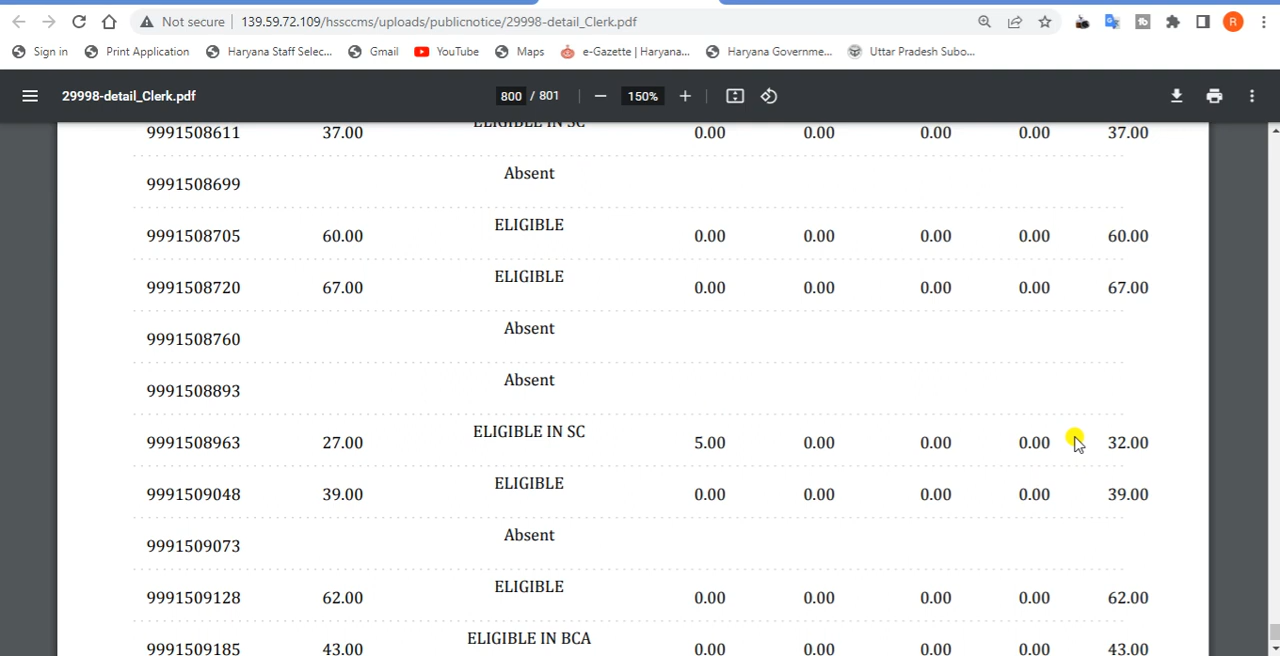 Not secure 139.59.72.109/hssccms/uploads/publicnotice/29998-detail_Clerk.pdf R
Sign in Print Application Haryana Staff Selec... Gmail YouTube Maps e-Gazette | Haryana... Haryana Governme... Uttar Pradesh Subo...
29998-detail_Clerk.pdf 800 / 801 150%
9991508611 37.00 ELIGIBLE IN SC 0.00 0.00 0.00 0.00 37.00
9991508699 Absent
9991508705 60.00 ELIGIBLE 0.00 0.00 0.00 0.00 60.00
9991508720 67.00 ELIGIBLE 0.00 0.00 0.00 0.00 67.00
9991508760 Absent
9991508893 Absent
9991508963 27.00 ELIGIBLE IN SC 5.00 0.00 0.00 0.00 32.00
9991509048 39.00 ELIGIBLE 0.00 0.00 0.00 0.00 39.00
9991509073 Absent
9991509128 62.00 ELIGIBLE 0.00 0.00 0.00 0.00 62.00
9991509185 43.00 ELIGIBLE IN BCA 0.00 0.00 0.00 0.00 43.00